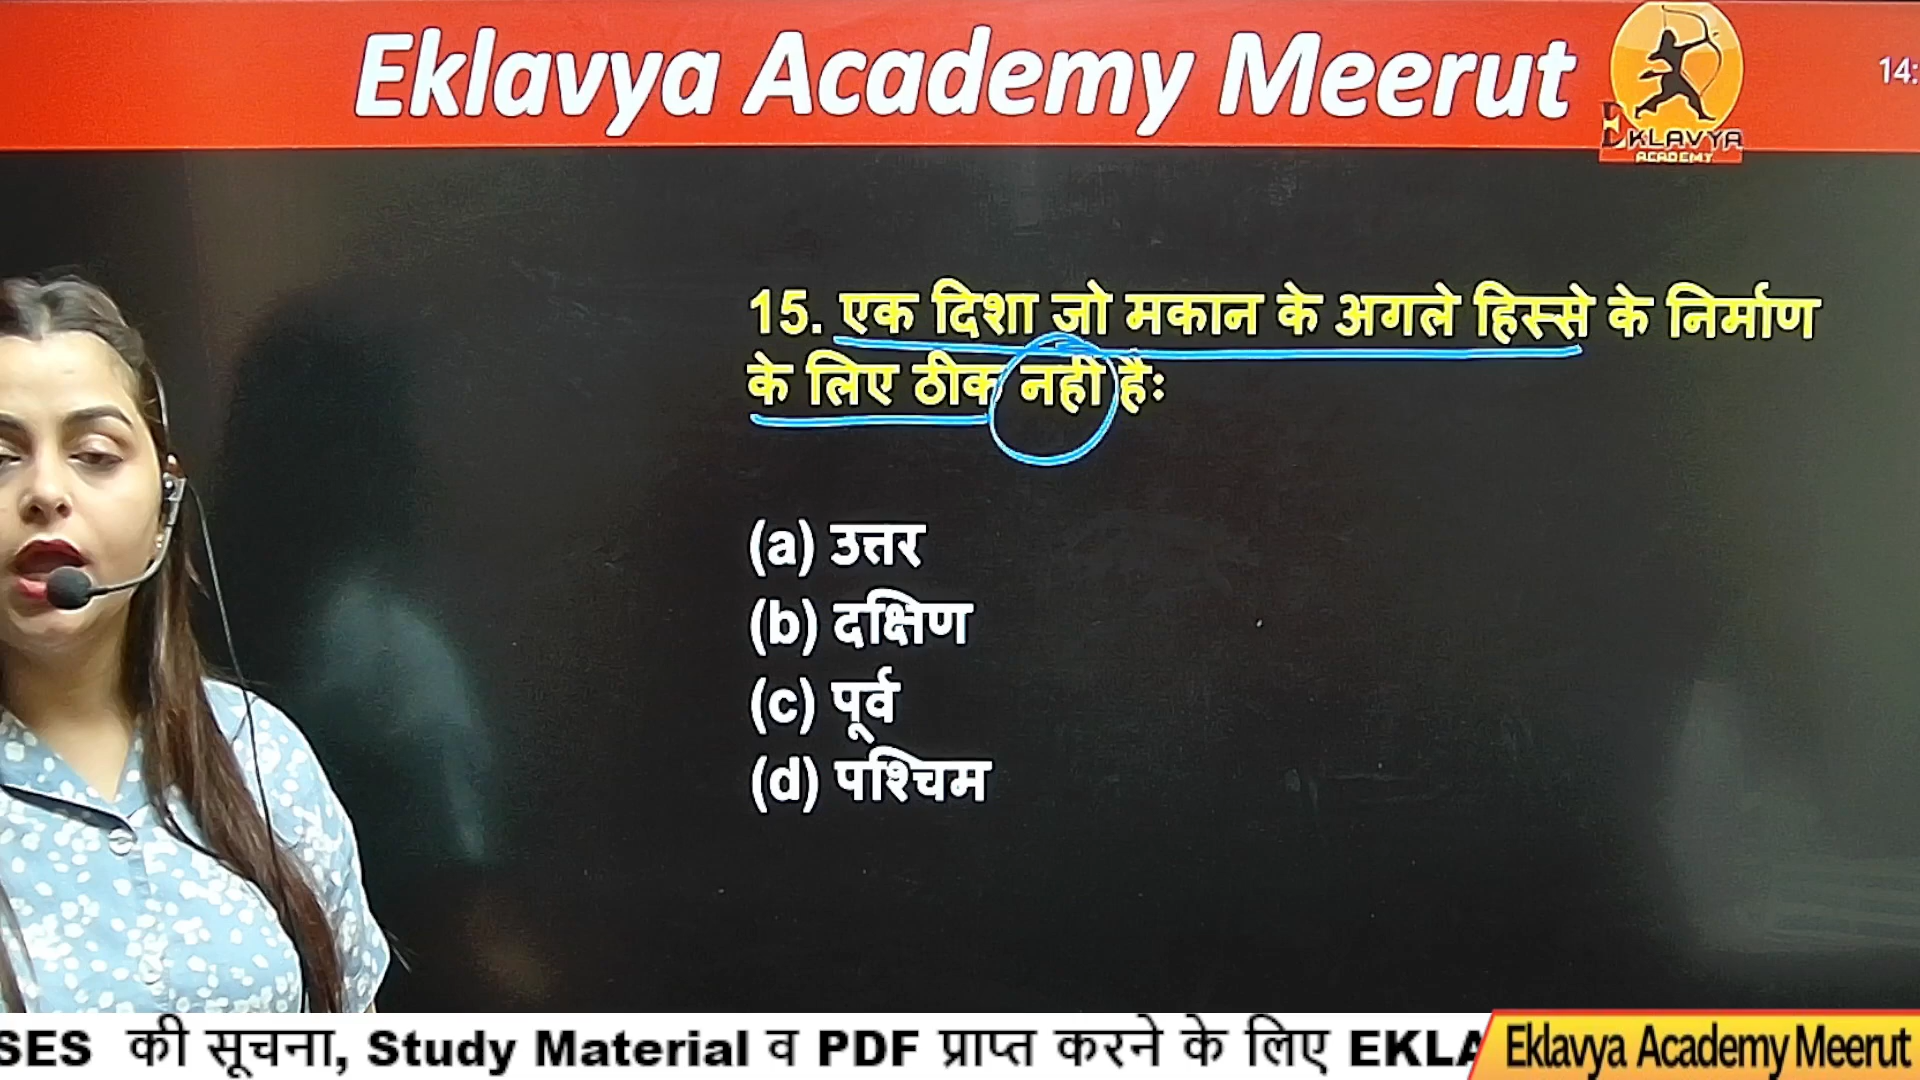 Eklavya Academy Meerut
EKLAVYA
ACADEMY
14:
15. एक दिशा जो मकान के अगले हिस्से के निर्माण
के लिए ठीक नहीं हैः
(a) उत्तर
(b) दक्षिण
(c) पूर्व
(d) पश्चिम
SES की सूचना, Study Material व PDF प्राप्त करने के लिए EKLA
Eklavya Academy Meerut